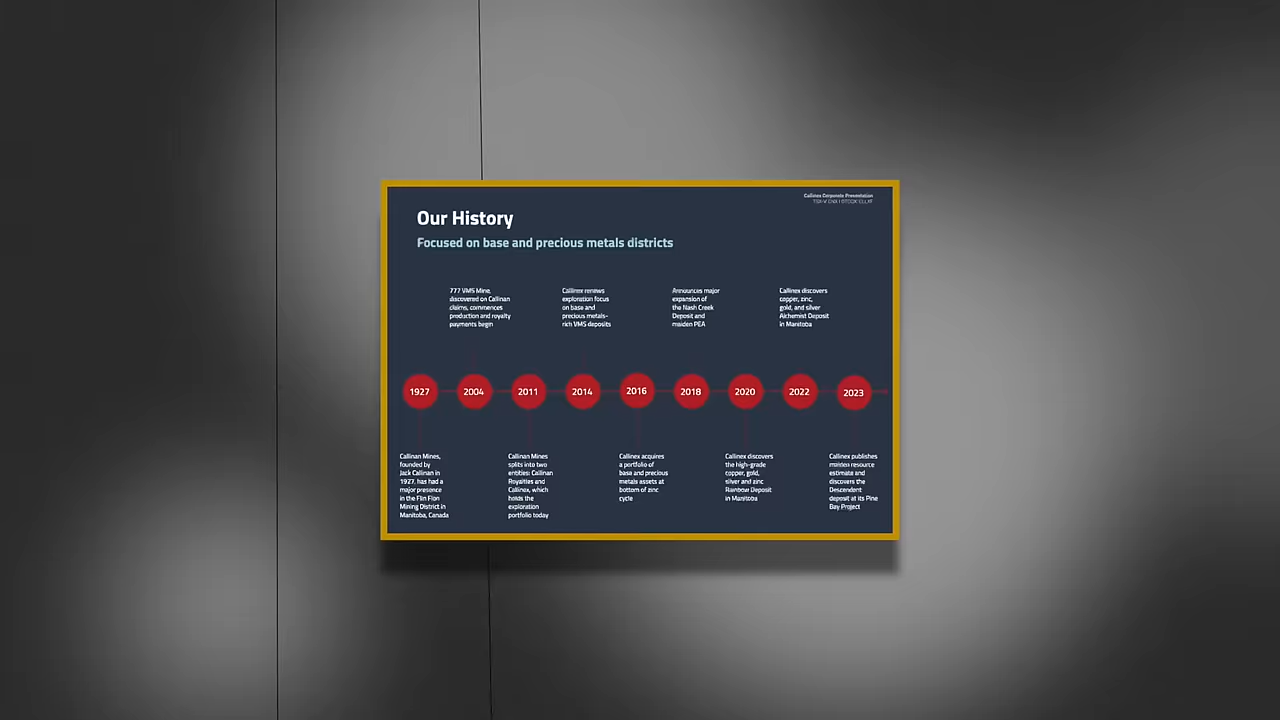 Callinex Corporate Presentation
Our History
Focused on base and precious metals districts
777 VMS Mine,
discovered on Callinan
claims, commences
production and royalty
payments begin
Callinex renews
exploration focus
on base and
precious metals-
rich VMS deposits
Announces major
expansion of
the Nash Creek
Deposit and
maiden PEA
Callinex discovers
copper, zinc,
gold, and silver
Alchemist Deposit
in Manitoba
1927 2004 2011 2014 2016 2018 2020 2022 2023
Callinan Mines,
founded by
Jack Callinan in
1927, has had a
major presence
in the Flin Flon
Mining District in
Manitoba, Canada
Callinan Mines
splits into two
entities: Callinan
Royalties and
Callinex, which
holds the
exploration
portfolio today
Callinex acquires
a portfolio of
base and precious
metals assets at
bottom of zinc
cycle
Callinex discovers
the high-grade
copper, gold,
silver and zinc
Rainbow Deposit
in Manitoba
Callinex publishes
maiden resource
estimate and
discovers the
Descendent
deposit at its Pine
Bay Project